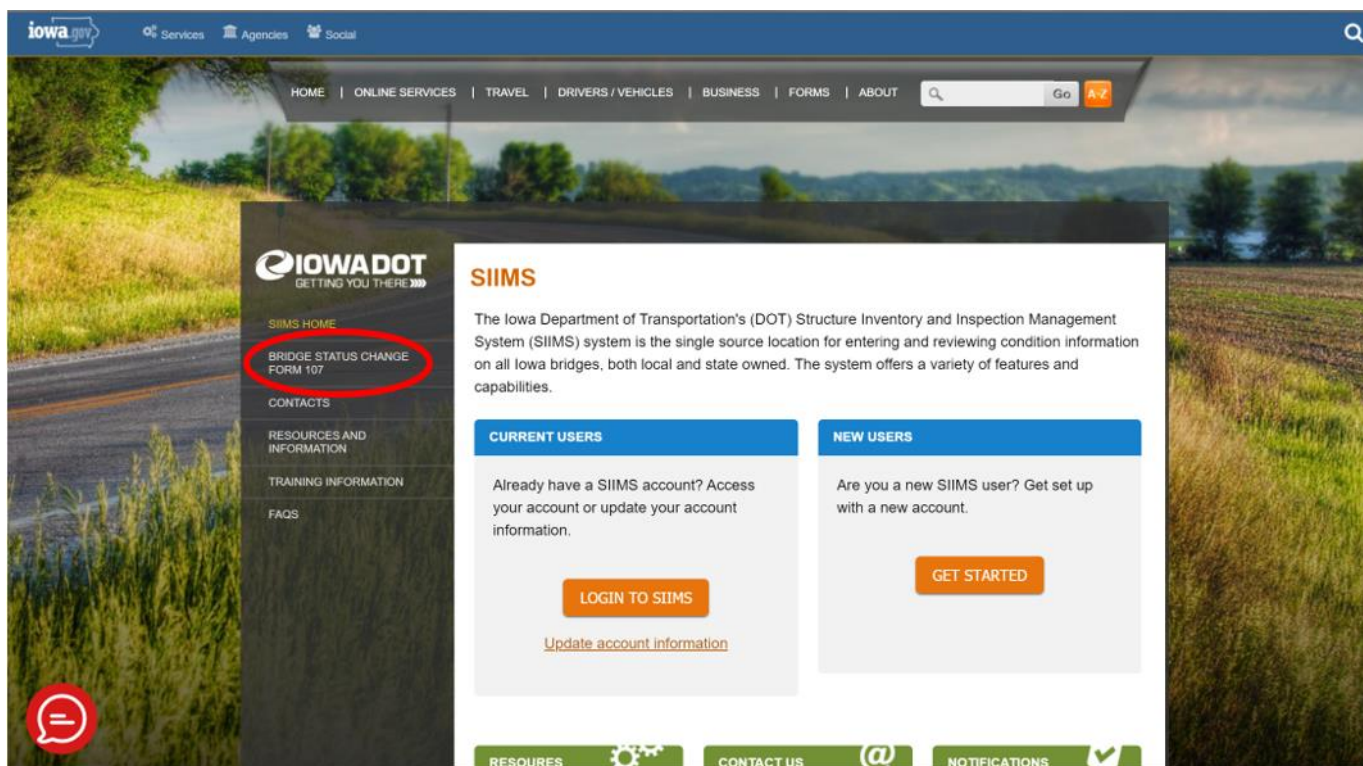 iowa.gov
Services Agencies Social
HOME | ONLINE SERVICES | TRAVEL | DRIVERS / VEHICLES | BUSINESS | FORMS | ABOUT Go A-Z
IOWADOT
GETTING YOU THERE
SIIMS HOME
BRIDGE STATUS CHANGE
FORM 107
CONTACTS
RESOURCES AND
INFORMATION
TRAINING INFORMATION
FAQS
SIIMS
The Iowa Department of Transportation's (DOT) Structure Inventory and Inspection Management
System (SIIMS) system is the single source location for entering and reviewing condition information
on all Iowa bridges, both local and state owned. The system offers a variety of features and
capabilities.
CURRENT USERS
Already have a SIIMS account? Access
your account or update your account
information.
LOGIN TO SIIMS
Update account information
NEW USERS
Are you a new SIIMS user? Get set up
with a new account.
GET STARTED
RESOURES
CONTACT US
@
NOTIFICATIONS